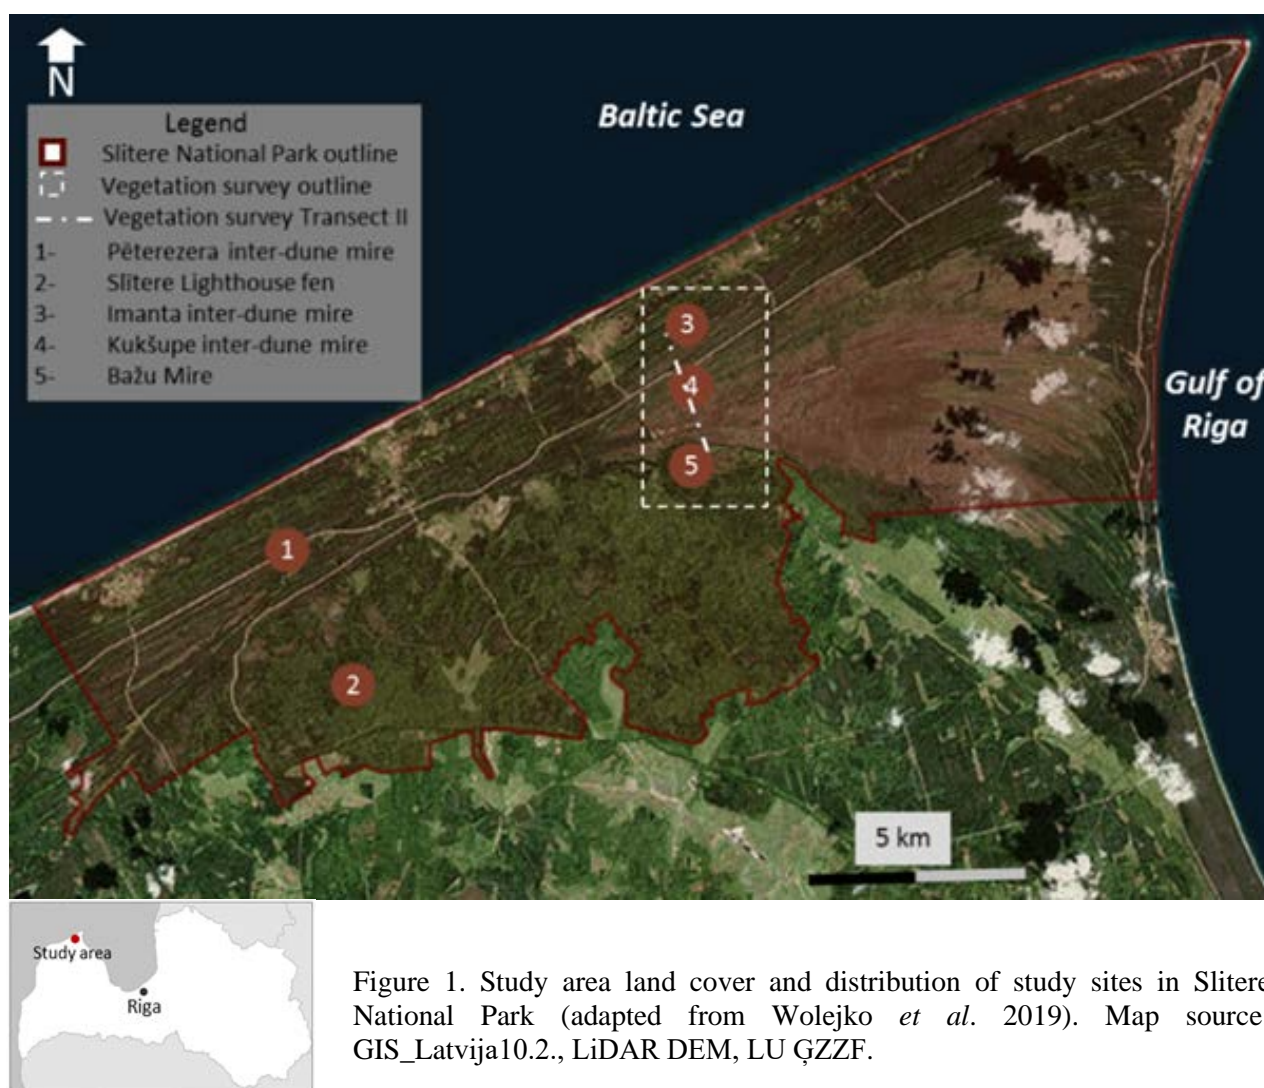 N
Baltic Sea
Legend
Slitere National Park outline
Vegetation survey outline
Vegetation survey Transect II
1- Pēterezera inter-dune mire
2- Slītere Lighthouse fen
3- Imanta inter-dune mire
4- Kukšupe inter-dune mire
5- Bažu Mire
3
4
5
1
2
Gulf of
Riga
5 km
Study area
Riga
Figure 1. Study area land cover and distribution of study sites in Slitere
National Park (adapted from Wolejko et al. 2019). Map source
GIS_Latvija10.2., LiDAR DEM, LU ĢZZF.